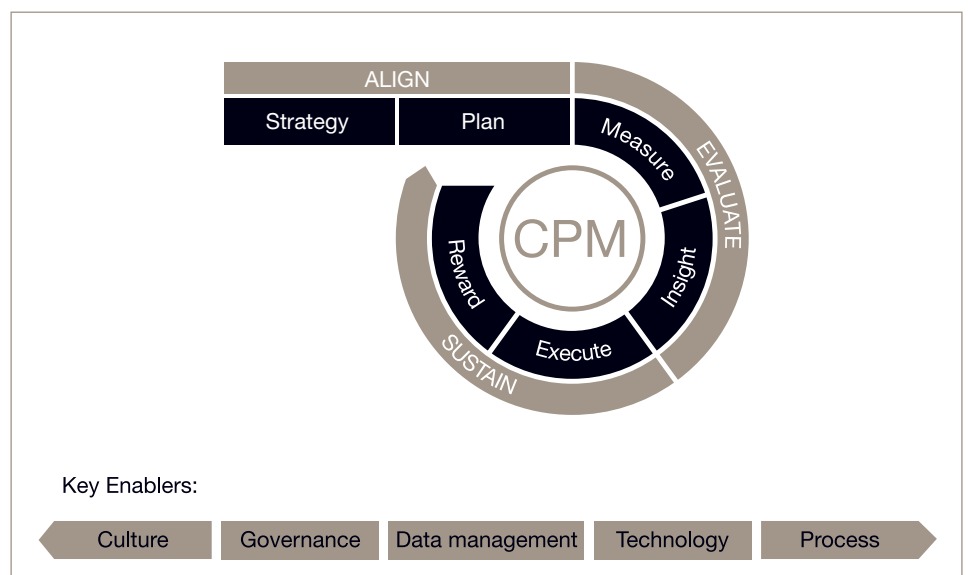 ALIGN
Strategy
Plan
Measure
EVALUATE
Insight
CPM
Execute
Reward
SUSTAIN
Key Enablers:
Culture
Governance
Data management
Technology
Process